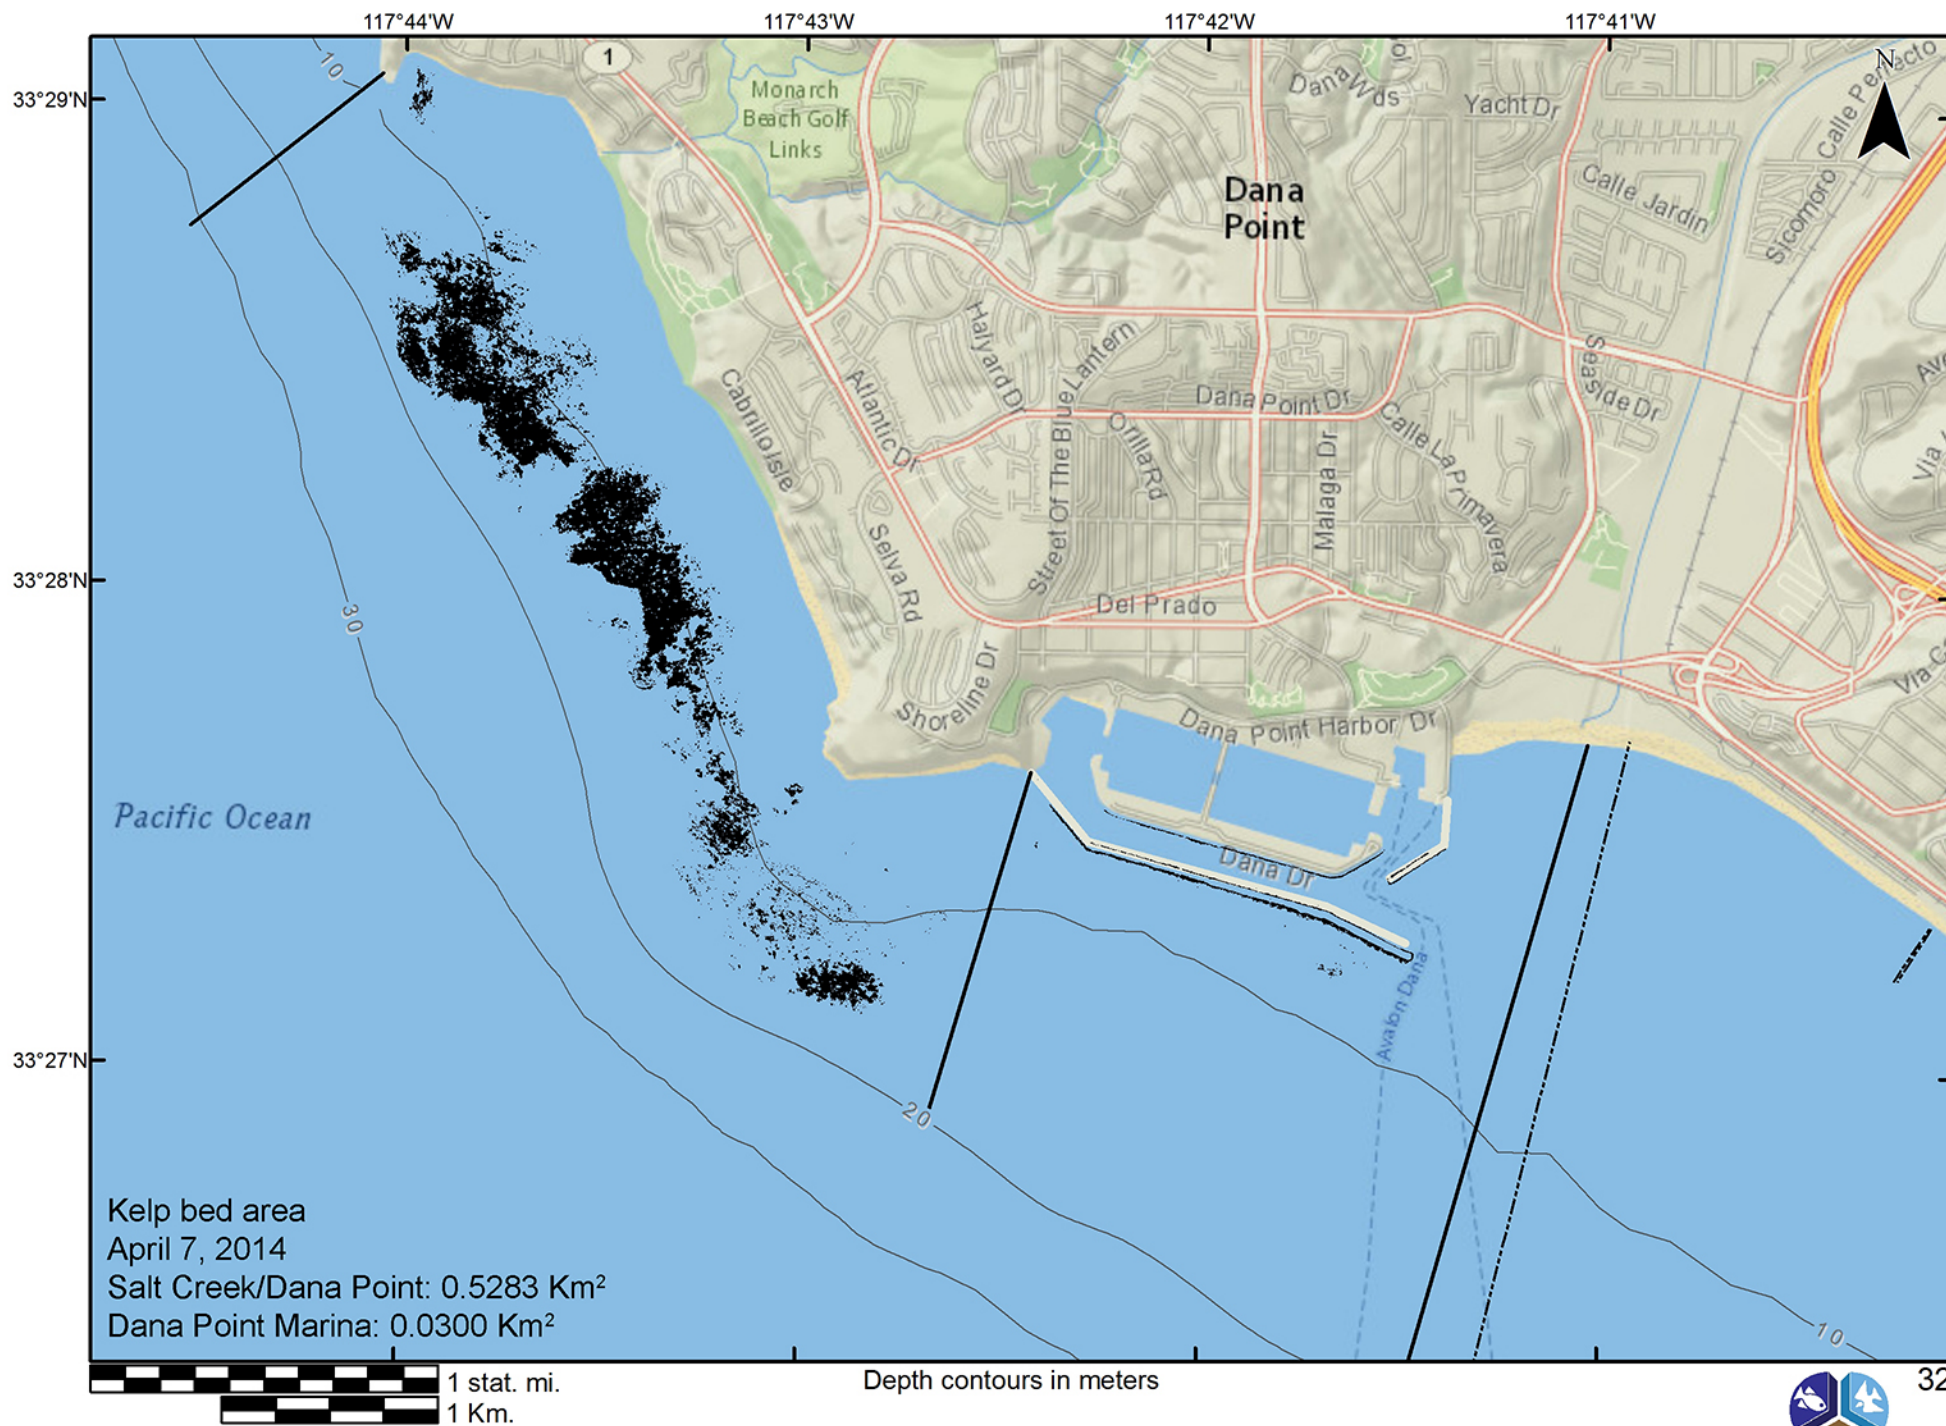 117°44'W
117°43'W
117°42'W
117°41'W
N
33°29'N
33°28'N
33°27'N
10
1
Monarch
Beach Golf
Links
Dana Wds
Yacht Dr
Sicomoro Calle Perfecto
Calle Jardin
Dana
Point
Halyard Dr
Street Of The Blue Lantern
Cabrillo Isle
Atlantic Dr
Dana Point Dr
Orilla Rd
Malaga Dr
Calle La Primavera
Seaside Dr
Selva Rd
Del Prado
30
Shoreline Dr
Dana Point Harbor Dr
Dana Dr
Pacific Ocean
Avalon Dana
20
10
Kelp bed area
April 7, 2014
Salt Creek/Dana Point: 0.5283 Km²
Dana Point Marina: 0.0300 Km²
1 stat. mi.
1 Km.
Depth contours in meters
32